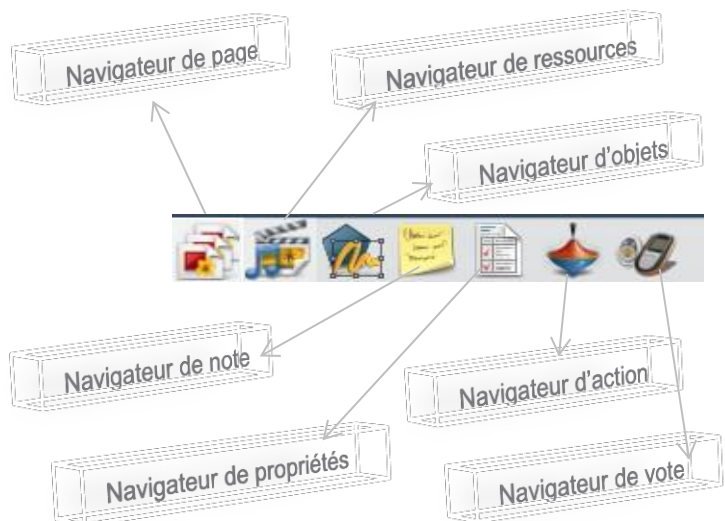 Navigateur de page
Navigateur de ressources
Navigateur d'objets
Navigateur de note
Navigateur d'action
Navigateur de propriétés
Navigateur de vote